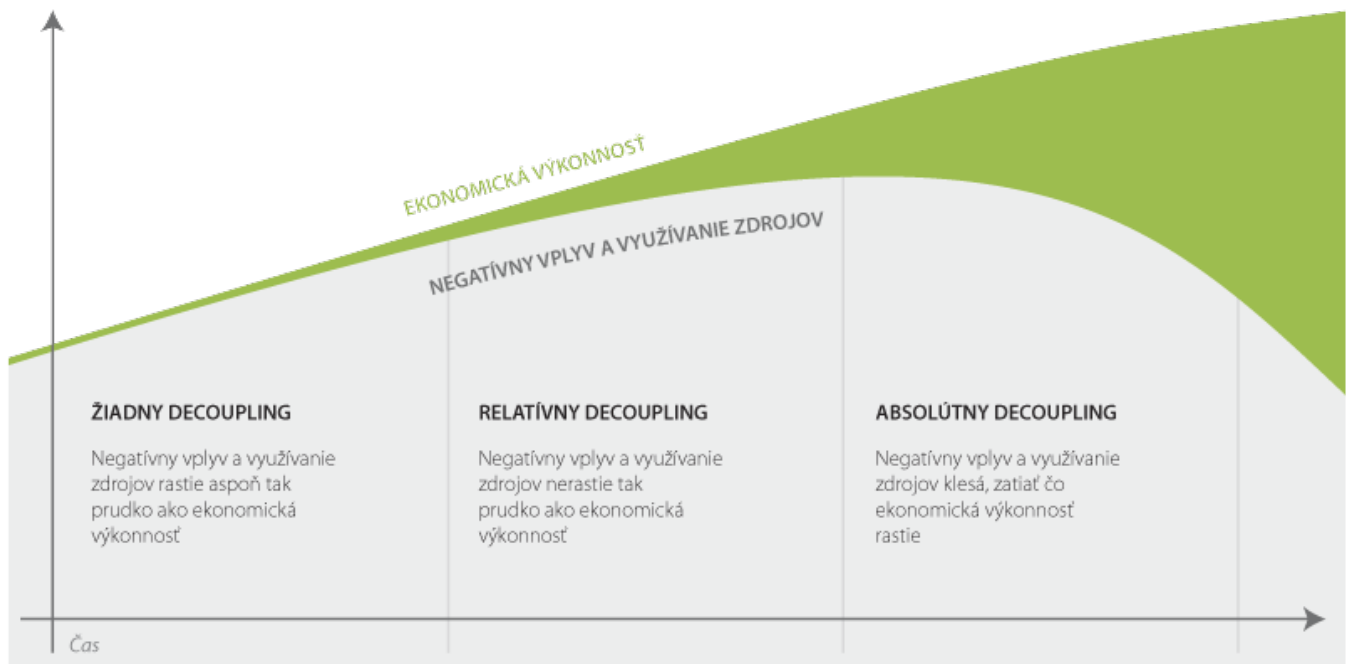 EKONOMICKÁ VÝKONNOSŤ
NEGATÍVNY VPLYV A VYUŽÍVANIE ZDROJOV
ŽIADNY DECOUPLING
Negatívny vplyv a využívanie
zdrojov rastie aspoň tak
prudko ako ekonomická
výkonnosť
RELATÍVNY DECOUPLING
Negatívny vplyv a využívanie
zdrojov nerastie tak
prudko ako ekonomická
výkonnosť
ABSOLÚTNY DECOUPLING
Negatívny vplyv a využívanie
zdrojov klesá, zatiať čo
ekonomická výkonnosť
rastie
Čas